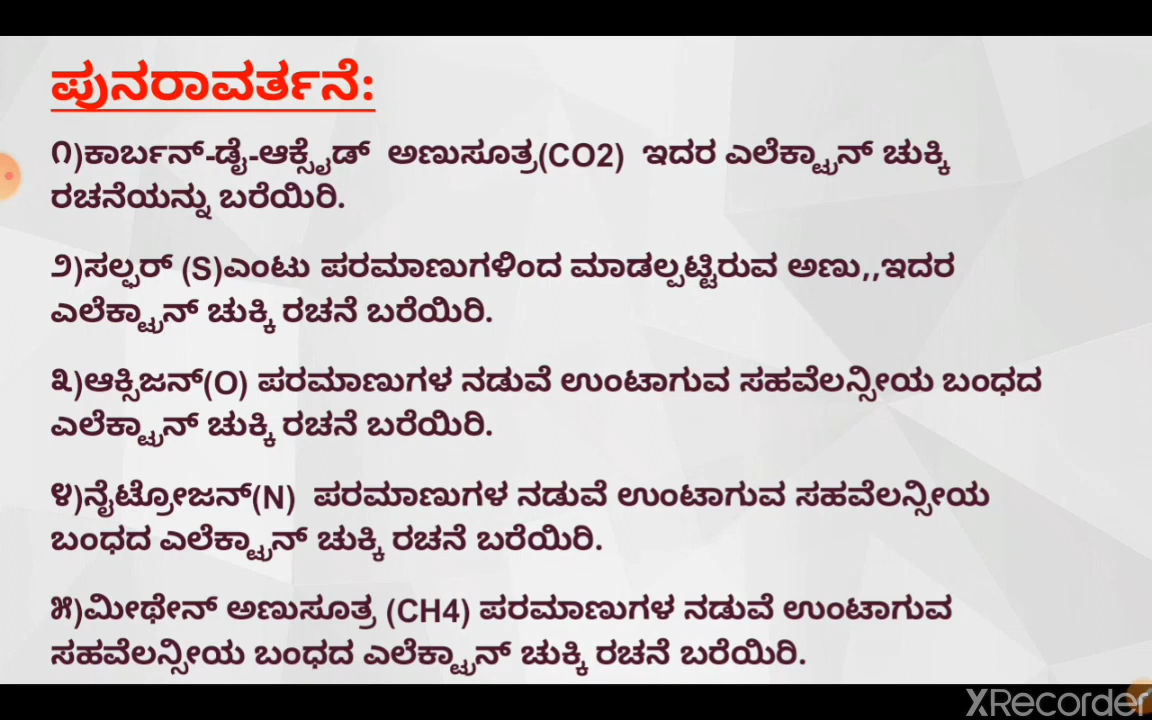 ಪುನರಾವರ್ತನೆ:
೧)ಕಾರ್ಬನ್-ಡೈ-ಆಕ್ಸೈಡ್ ಅಣುಸೂತ್ರ(CO2) ಇದರ ಎಲೆಕ್ಟ್ರಾನ್ ಚುಕ್ಕಿ
ರಚನೆಯನ್ನು ಬರೆಯಿರಿ.
೨)ಸಲ್ಫರ್ (S)ಎಂಟು ಪರಮಾಣುಗಳಿಂದ ಮಾಡಲ್ಪಟ್ಟಿರುವ ಅಣು,,ಇದರ
ಎಲೆಕ್ಟ್ರಾನ್ ಚುಕ್ಕಿ ರಚನೆ ಬರೆಯಿರಿ.
೩)ಆಕ್ಸಿಜನ್(O) ಪರಮಾಣುಗಳ ನಡುವೆ ಉಂಟಾಗುವ ಸಹವೆಲನ್ಸೀಯ ಬಂಧದ
ಎಲೆಕ್ಟ್ರಾನ್ ಚುಕ್ಕಿ ರಚನೆ ಬರೆಯಿರಿ.
೪)ನೈಟ್ರೋಜನ್(N) ಪರಮಾಣುಗಳ ನಡುವೆ ಉಂಟಾಗುವ ಸಹವೆಲನ್ಸೀಯ
ಬಂಧದ ಎಲೆಕ್ಟ್ರಾನ್ ಚುಕ್ಕಿ ರಚನೆ ಬರೆಯಿರಿ.
೫)ಮೀಥೇನ್ ಅಣುಸೂತ್ರ (CH4) ಪರಮಾಣುಗಳ ನಡುವೆ ಉಂಟಾಗುವ
ಸಹವೆಲನ್ಸೀಯ ಬಂಧದ ಎಲೆಕ್ಟ್ರಾನ್ ಚುಕ್ಕಿ ರಚನೆ ಬರೆಯಿರಿ.
XRecorder